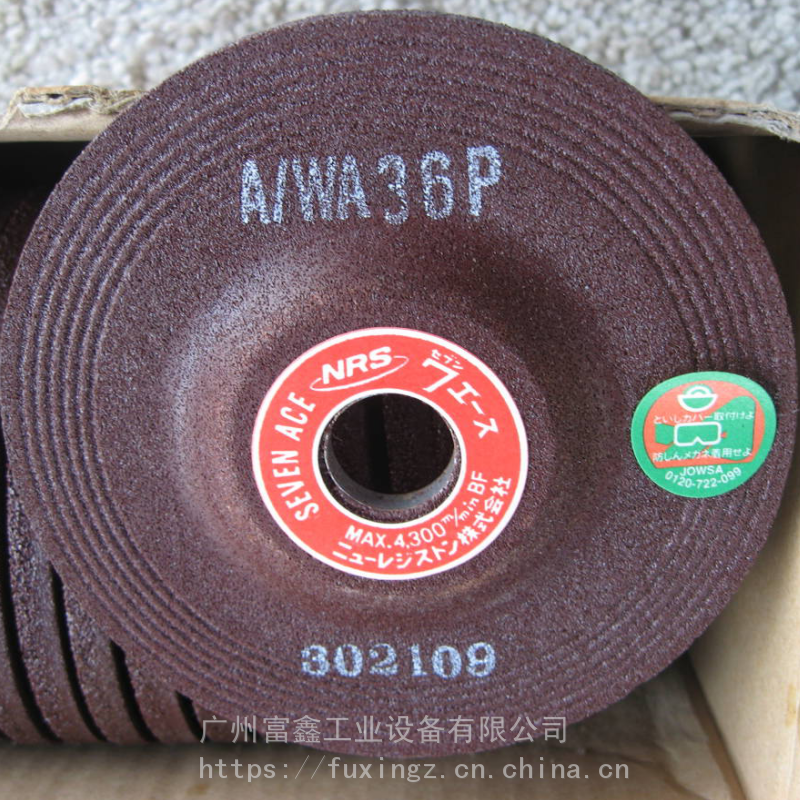 A/WA36P
NRS
セブン
7エース
SEVEN ACE
MAX. 4,300m/min BF
ニューレジストン株式会社
といしカバー取付けよ
防じんメガネ着用せよ
JOWSA
0120-722-099
302109
广州富鑫工业设备有限公司
https://fuxingz.cn.china.cn